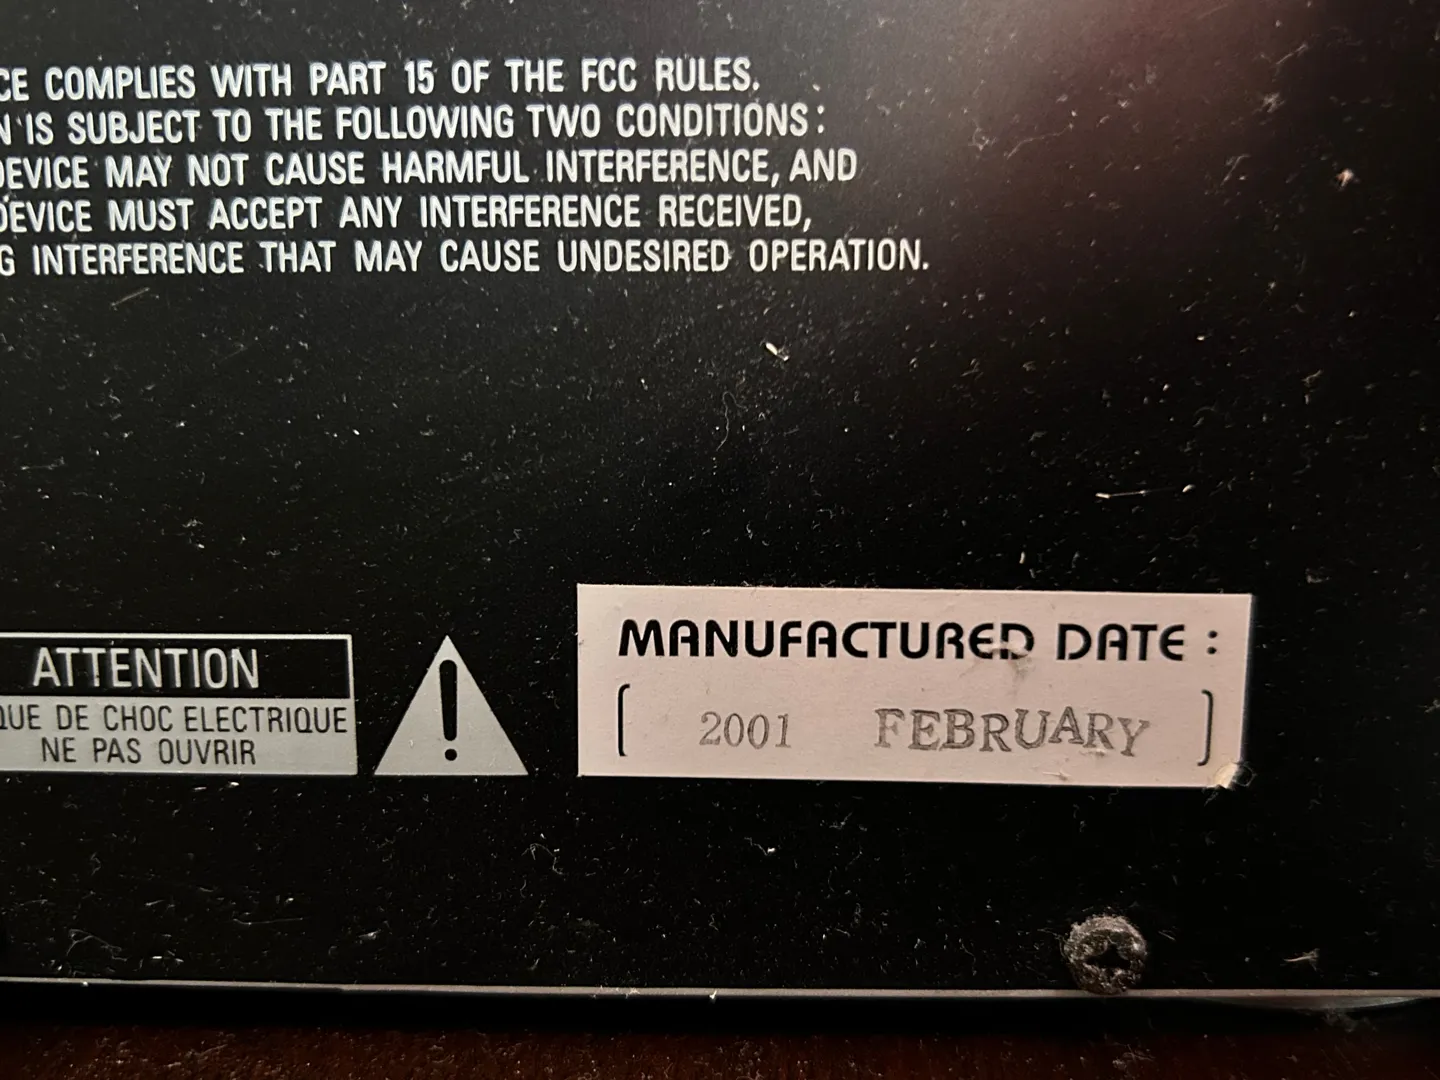 CE COMPLIES WITH PART 15 OF THE FCC RULES.
N IS SUBJECT TO THE FOLLOWING TWO CONDITIONS:
DEVICE MAY NOT CAUSE HARMFUL INTERFERENCE, AND
DEVICE MUST ACCEPT ANY INTERFERENCE RECEIVED,
G INTERFERENCE THAT MAY CAUSE UNDESIRED OPERATION.
ATTENTION
QUE DE CHOC ELECTRIQUE
NE PAS OUVRIR
!
MANUFACTURED DATE :
[ 2001 FEBRUARY ]